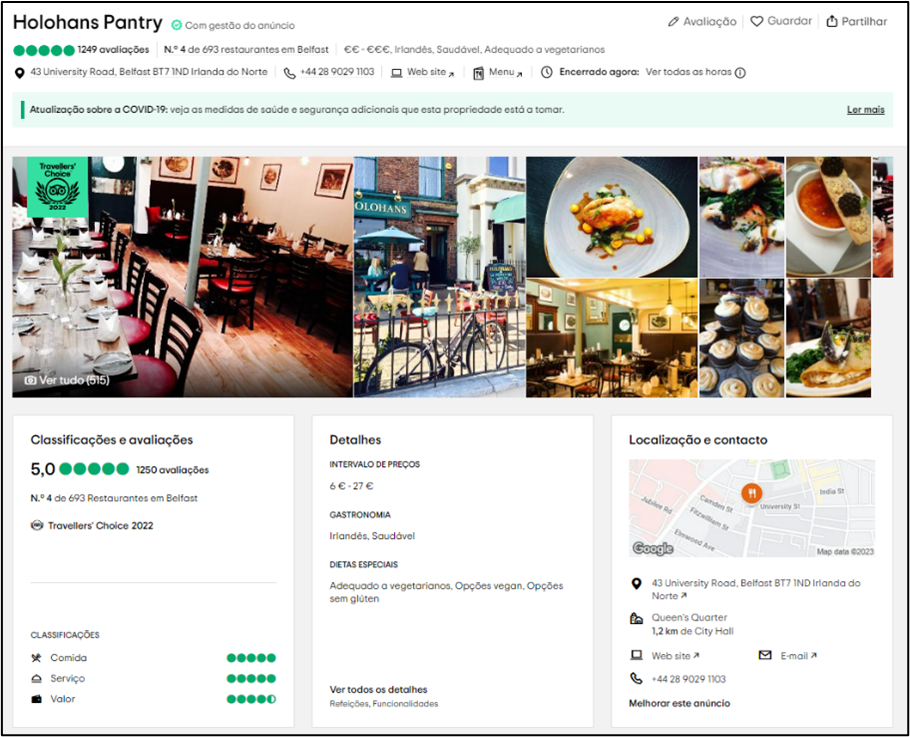 Holohans Pantry Com gestão do anúncio Avaliação Guardar Partilhar
1249 avaliações N.º 4 de 693 restaurantes em Belfast €€ - €€€, Irlandês, Saudável, Adequado a vegetarianos
43 University Road, Belfast BT7 1ND Irlanda do Norte +44 28 9029 1103 Web site Menu Encerrado agora: Ver todas as horas
Atualização sobre a COVID-19: veja as medidas de saúde e segurança adicionais que esta propriedade está a tomar. Ler mais
Travellers'
Choice
2022
OLOHANS
HOLOHANS
Ver tudo (515)
Classificações e avaliações
5,0 1250 avaliações
N.º 4 de 693 Restaurantes em Belfast
Travellers' Choice 2022
CLASSIFICAÇÕES
Comida
Serviço
Valor
Detalhes
INTERVALO DE PREÇOS
6 € - 27 €
GASTRONOMIA
Irlandês, Saudável
DIETAS ESPECIAIS
Adequado a vegetarianos, Opções vegan, Opções
sem glúten
Ver todos os detalhes
Refeições, Funcionalidades
Localização e contacto
Jubilee Rd
Camden St
Fitzwilliam St
Elmwood Ave
University St
India St
Google
Map data ©2023
43 University Road, Belfast BT7 1ND Irlanda do
Norte
Queen's Quarter
1,2 km de City Hall
Web site E-mail
+44 28 9029 1103
Melhorar este anúncio